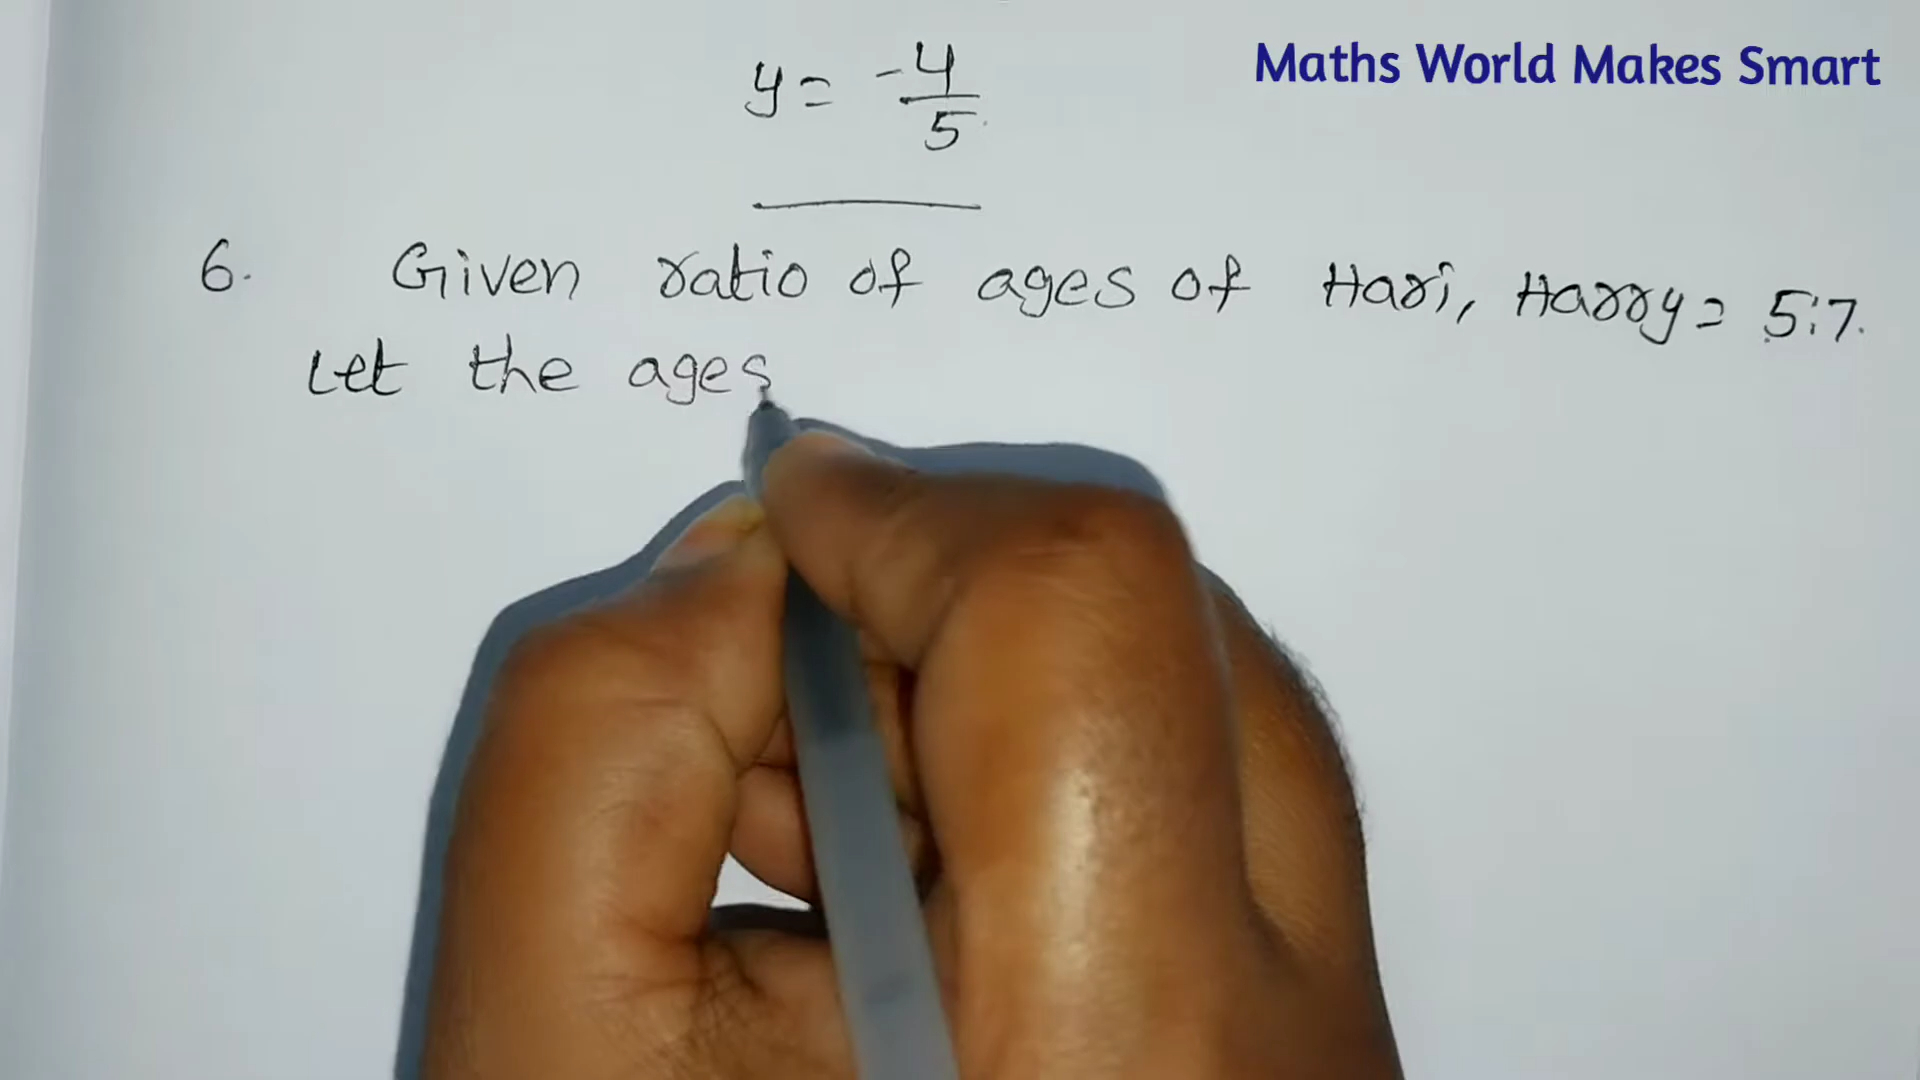 Maths World Makes Smart
y = -4/5
6. Given ratio of ages of Hari, Harry = 5:7.
Let the ages